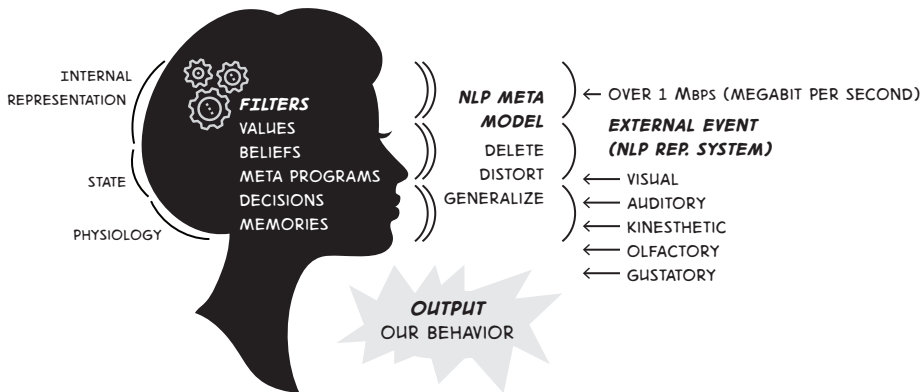 INTERNAL
REPRESENTATION
STATE
PHYSIOLOGY
FILTERS
VALUES
BELIEFS
META PROGRAMS
DECISIONS
MEMORIES
NLP META
MODEL
DELETE
DISTORT
GENERALIZE
OVER 1 MBPS (MEGABIT PER SECOND)
EXTERNAL EVENT
(NLP REP. SYSTEM)
VISUAL
AUDITORY
KINESTHETIC
OLFACTORY
GUSTATORY
OUTPUT
OUR BEHAVIOR